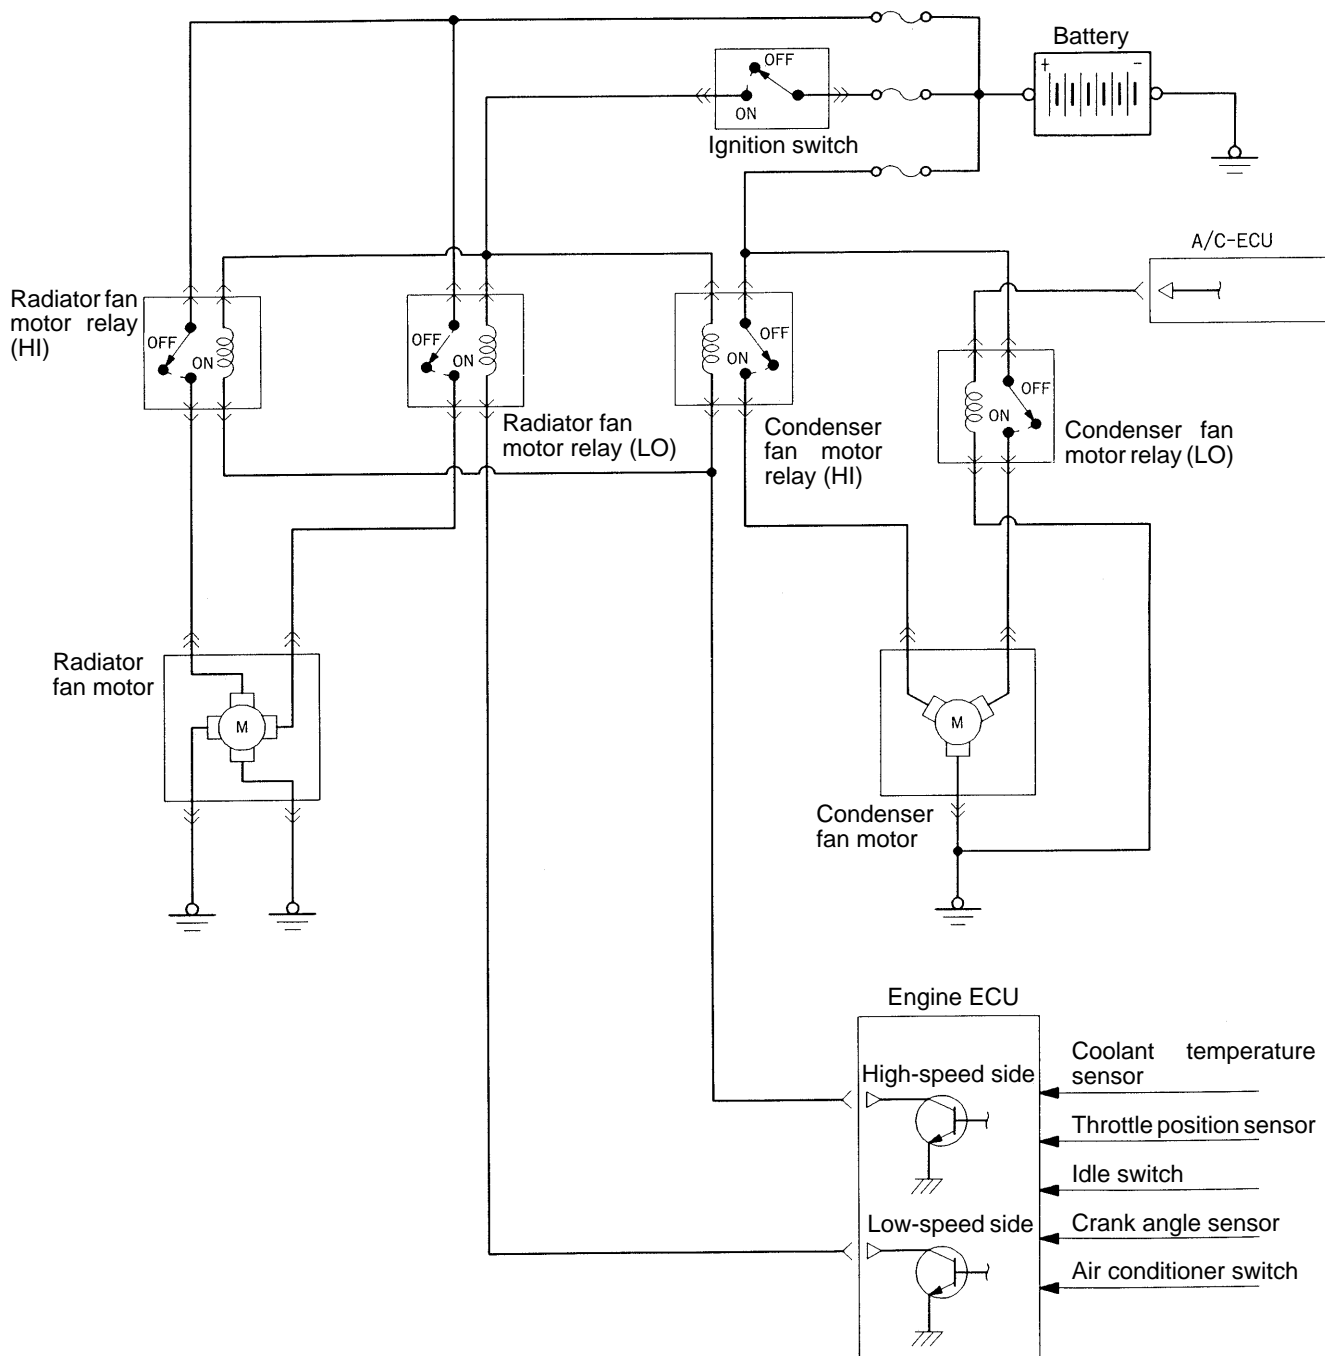 Battery
+ -
OFF
ON
Ignition switch
A/C-ECU
Radiator fan
motor relay
(HI)
OFF
ON
OFF
ON
Radiator fan
motor relay (LO)
OFF
ON
Condenser
fan motor
relay (HI)
OFF
ON
Condenser fan
motor relay (LO)
Radiator
fan motor
M
M
Condenser
fan motor
Engine ECU
High-speed side
Low-speed side
Coolant temperature
sensor
Throttle position sensor
Idle switch
Crank angle sensor
Air conditioner switch